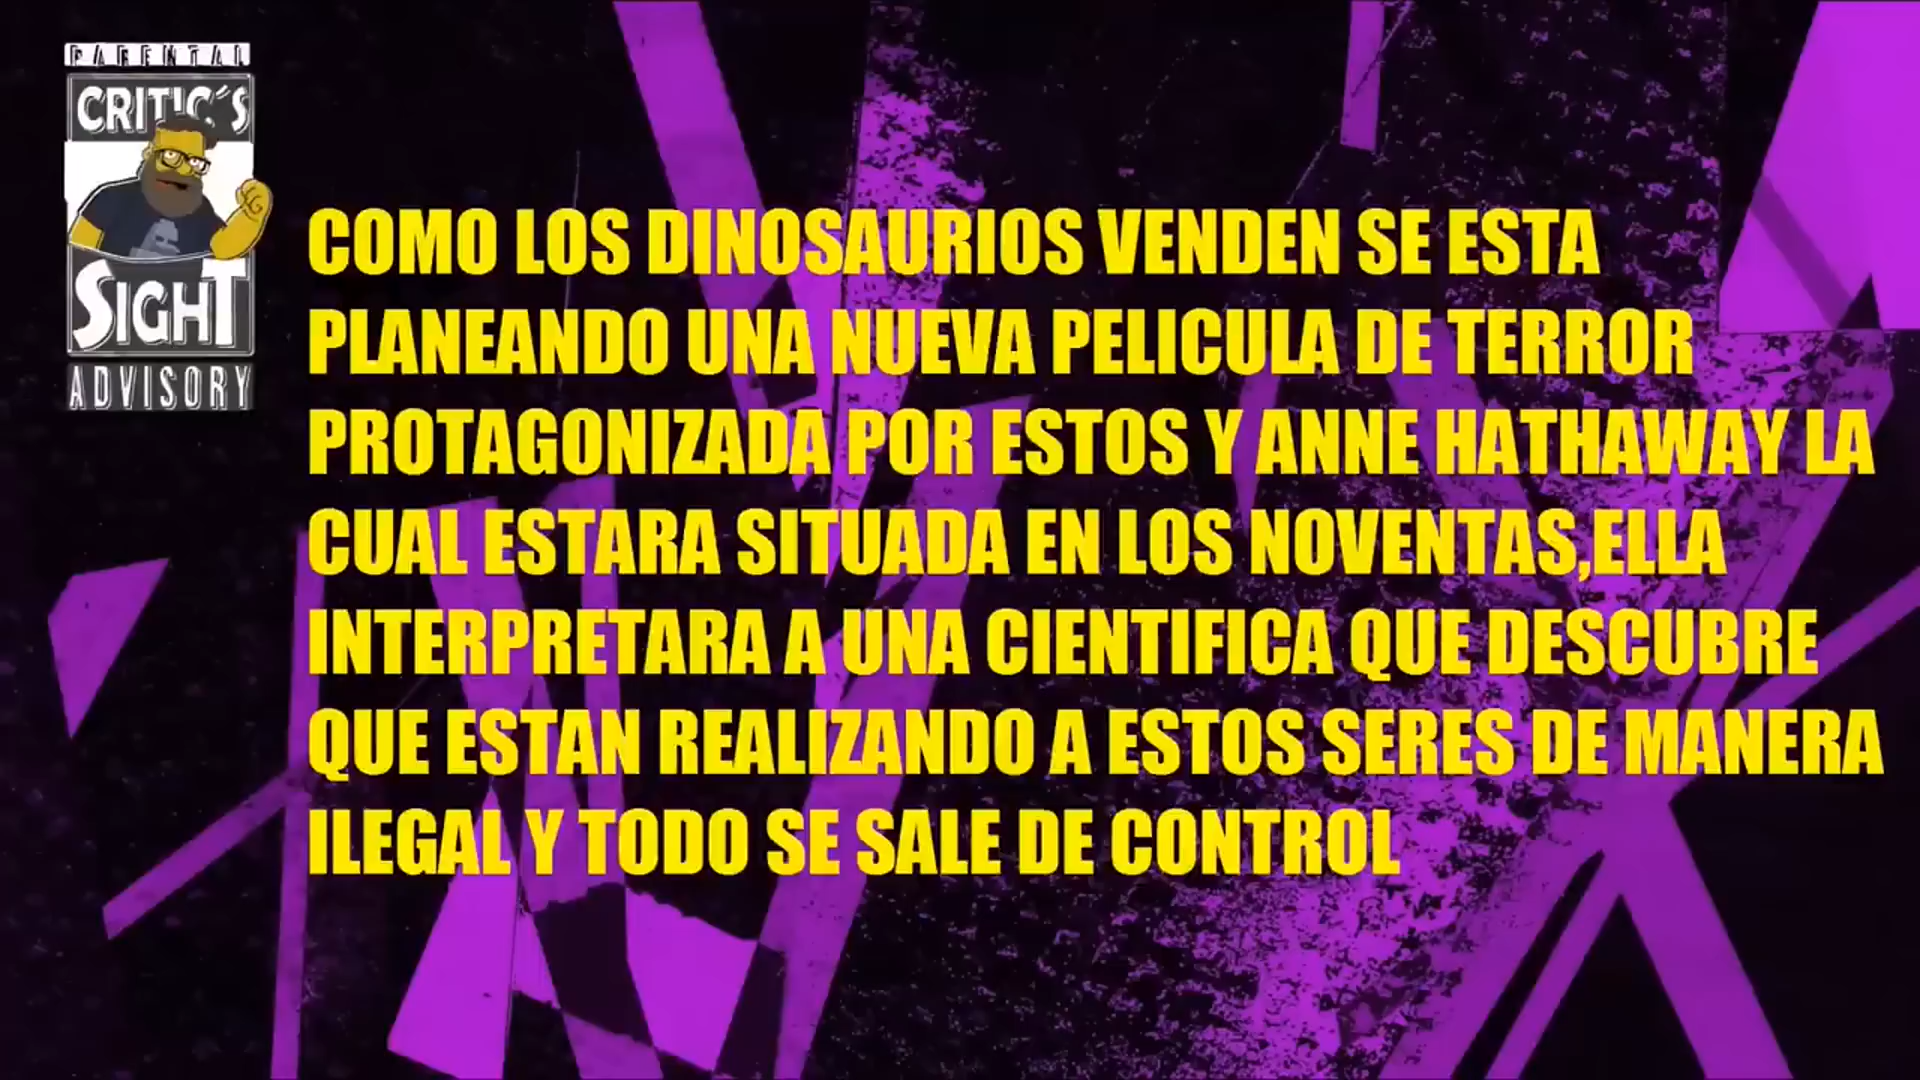 PARENTAL
CRITIC'S
SIGHT
ADVISORY
COMO LOS DINOSAURIOS VENDEN SE ESTA
PLANEANDO UNA NUEVA PELICULA DE TERROR
PROTAGONIZADA POR ESTOS Y ANNE HATHAWAY LA
CUAL ESTARA SITUADA EN LOS NOVENTAS,ELLA
INTERPRETARA A UNA CIENTIFICA QUE DESCUBRE
QUE ESTAN REALIZANDO A ESTOS SERES DE MANERA
ILEGAL Y TODO SE SALE DE CONTROL